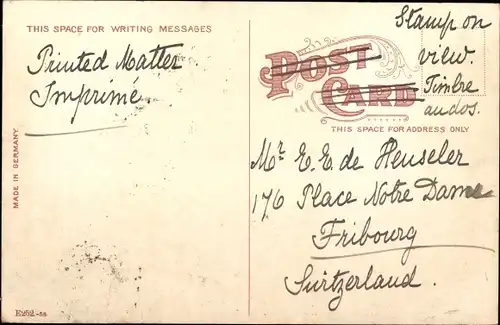 THIS SPACE FOR WRITING MESSAGES
Printed Matter
Imprimé.
MADE IN GERMANY.
POST
CARD
Stamp on
view.
Timbre
au dos.
THIS SPACE FOR ADDRESS ONLY
Mr E. E. de Heuseler
176 Place Notre Dame
Fribourg
Switzerland.